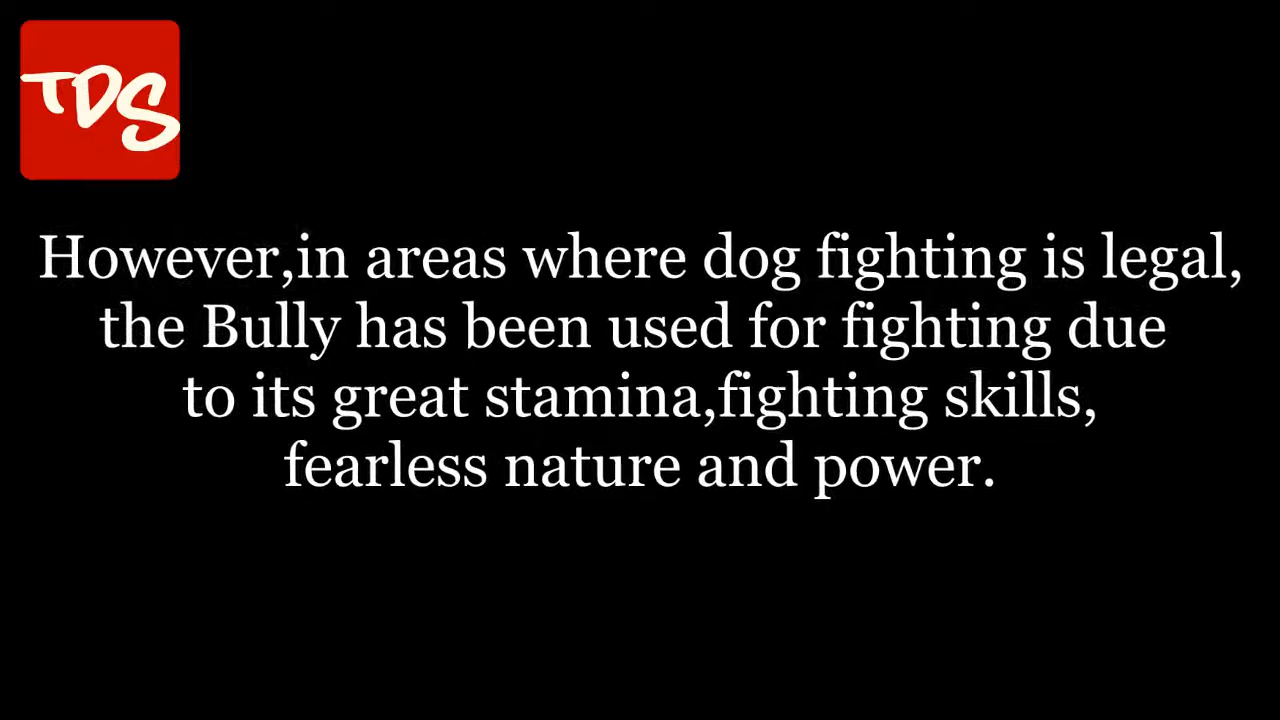 TDS
However,in areas where dog fighting is legal,
the Bully has been used for fighting due
to its great stamina,fighting skills,
fearless nature and power.